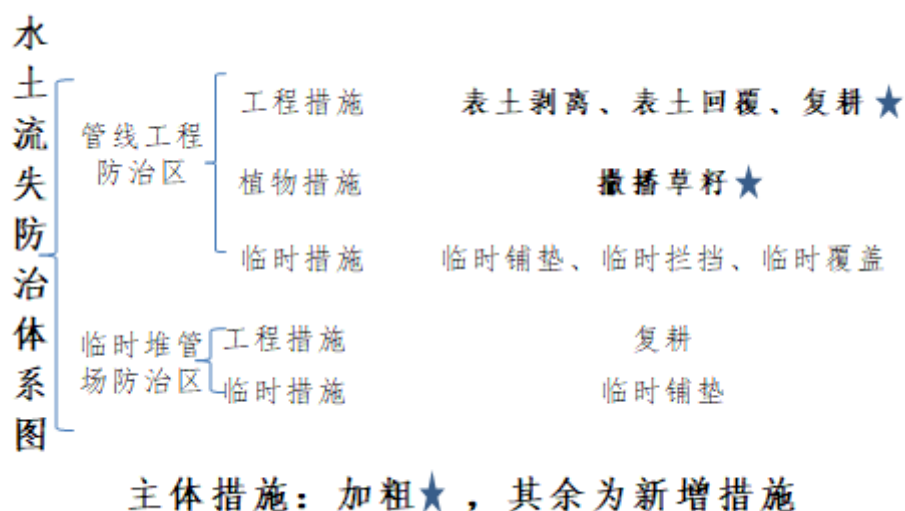 水土流失防治体系图
管线工程
防治区
工程措施 表土剥离、表土回覆、复耕★
植物措施 撒播草籽★
临时措施 临时铺垫、临时拦挡、临时覆盖
临时堆管
场防治区
工程措施 复耕
临时措施 临时铺垫
主体措施：加粗★，其余为新增措施